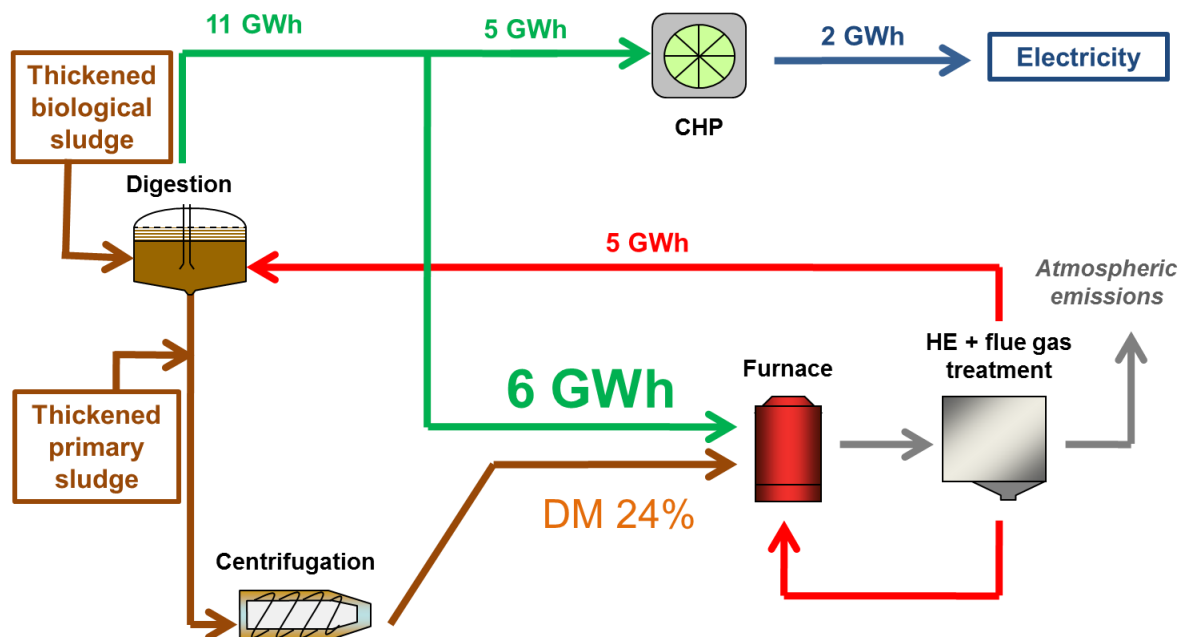 11 GWh
5 GWh
2 GWh
Thickened
biological
sludge
Electricity
CHP
Digestion
5 GWh
Atmospheric
emissions
HE + flue gas
treatment
Furnace
6 GWh
Thickened
primary
sludge
DM 24%
Centrifugation